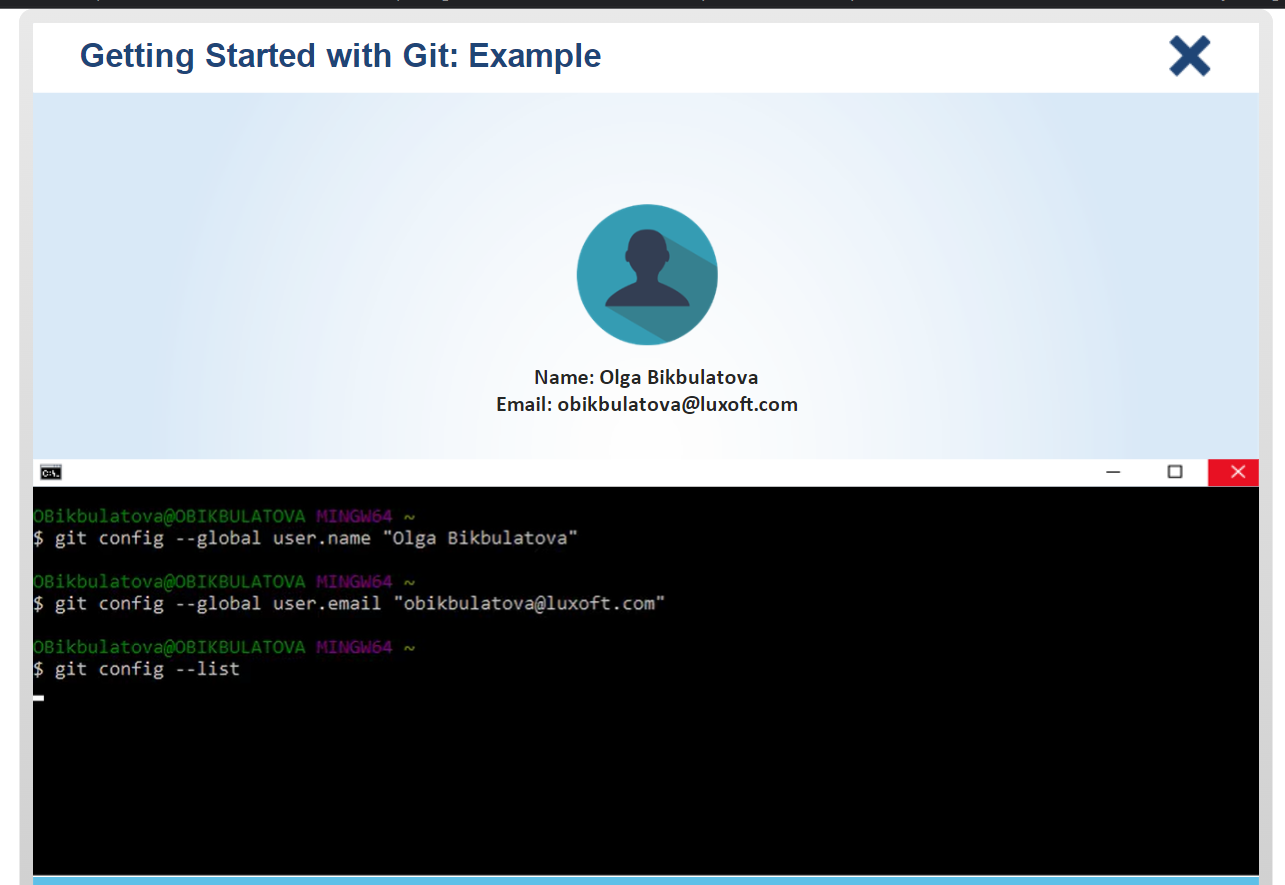 Getting Started with Git: Example
Name: Olga Bikbulatova
Email: obikbulatova@luxoft.com
C:\.
OBikbulatova@OBIKBULATOVA MINGW64 ~
$ git config --global user.name "Olga Bikbulatova"
OBikbulatova@OBIKBULATOVA MINGW64 ~
$ git config --global user.email "obikbulatova@luxoft.com"
OBikbulatova@OBIKBULATOVA MINGW64 ~
$ git config --list